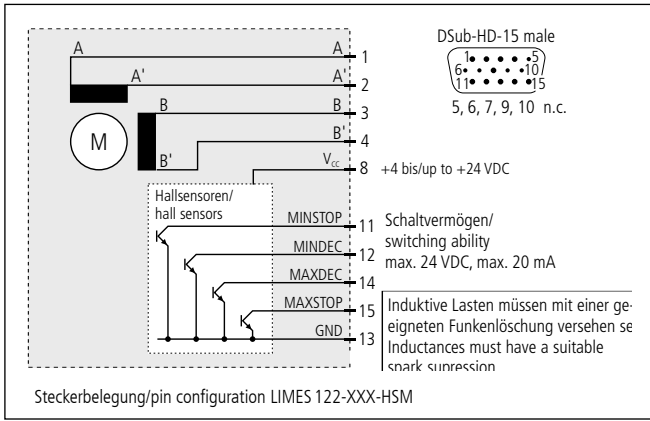 DSub-HD-15 male
A A 1
A' A' 2
B B 3
B' B' 4
Vcc 8 +4 bis/up to +24 VDC
1 5
6 10
11 15
5, 6, 7, 9, 10 n.c.
M
Hallsensoren/
hall sensors
MINSTOP 11
MINDEC 12
MAXDEC 14
MAXSTOP 15
GND 13
Schaltvermögen/
switching ability
max. 24 VDC, max. 20 mA
Induktive Lasten müssen mit einer ge-
eigneten Funkenlöschung versehen se
Inductances must have a suitable
spark supression
Steckerbelegung/pin configuration LIMES 122-XXX-HSM